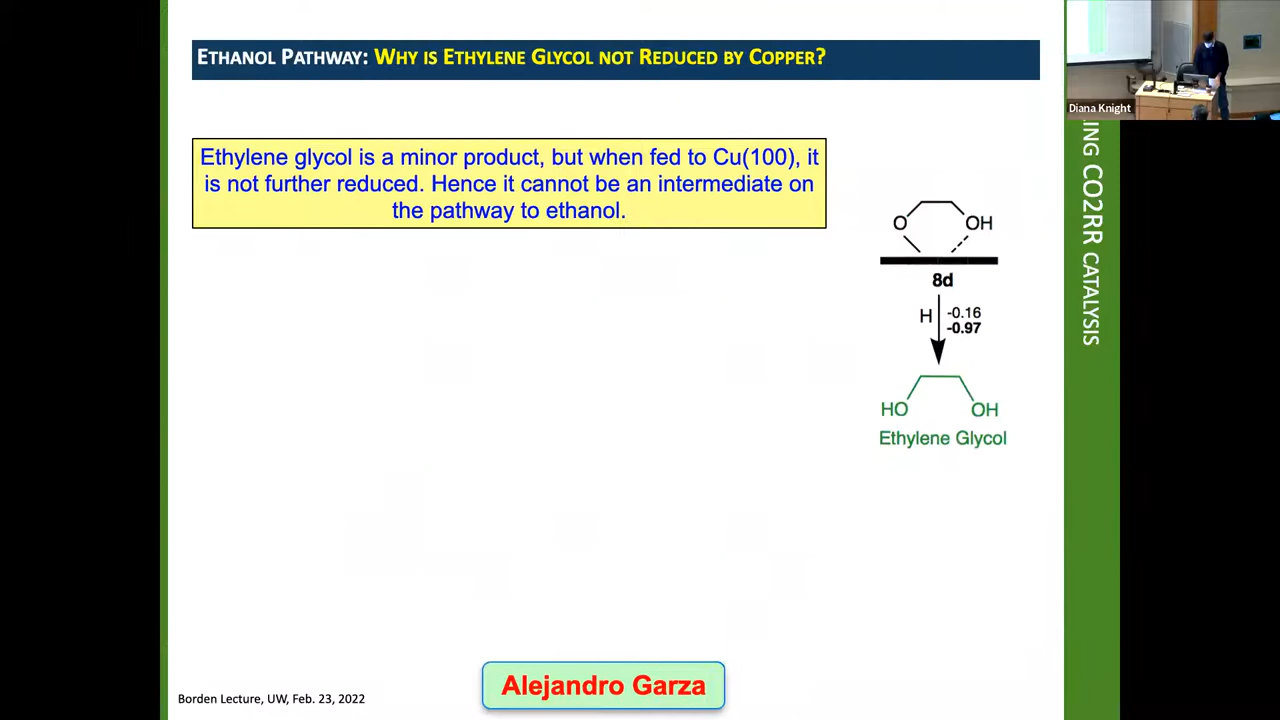 ETHANOL PATHWAY: WHY IS ETHYLENE GLYCOL NOT REDUCED BY COPPER?
Diana Knight
ING CO2RR CATALYSIS
Ethylene glycol is a minor product, but when fed to Cu(100), it
is not further reduced. Hence it cannot be an intermediate on
the pathway to ethanol.
O OH
8d
H -0.16
-0.97
HO OH
Ethylene Glycol
Alejandro Garza
Borden Lecture, UW, Feb. 23, 2022